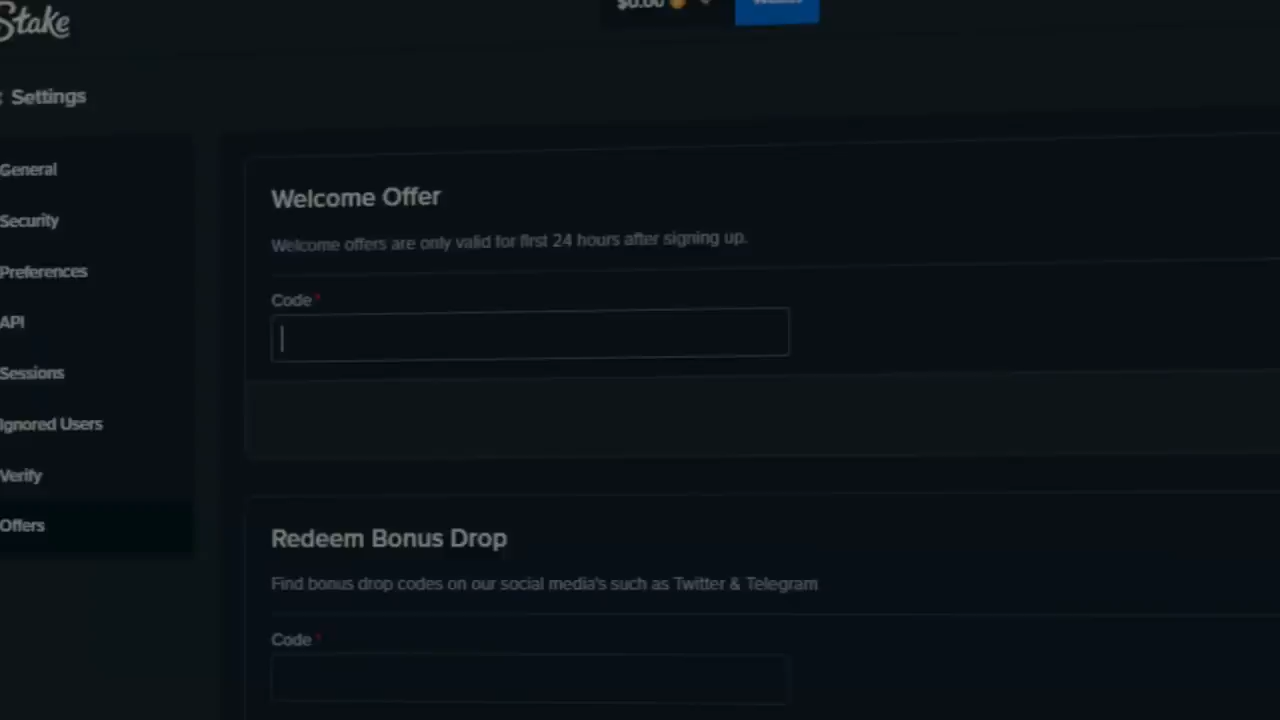 Stake
$0.00
Settings
General
Security
Preferences
API
Sessions
Ignored Users
Verify
Offers
Welcome Offer
Welcome offers are only valid for first 24 hours after signing up.
Code*
Redeem Bonus Drop
Find bonus drop codes on our social media's such as Twitter & Telegram
Code*